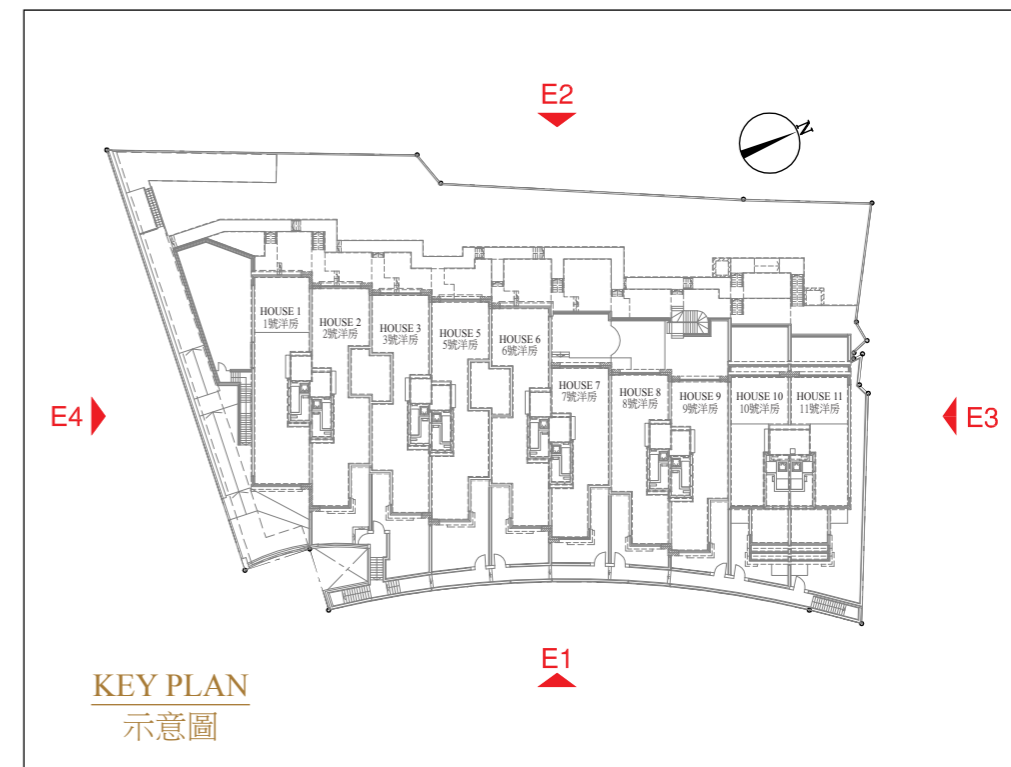 E2
N
HOUSE 1
1號洋房
HOUSE 2
2號洋房
HOUSE 3
3號洋房
HOUSE 5
5號洋房
HOUSE 6
6號洋房
HOUSE 7
7號洋房
HOUSE 8
8號洋房
HOUSE 9
9號洋房
HOUSE 10
10號洋房
HOUSE 11
11號洋房
E4
E3
E1
KEY PLAN
示意圖